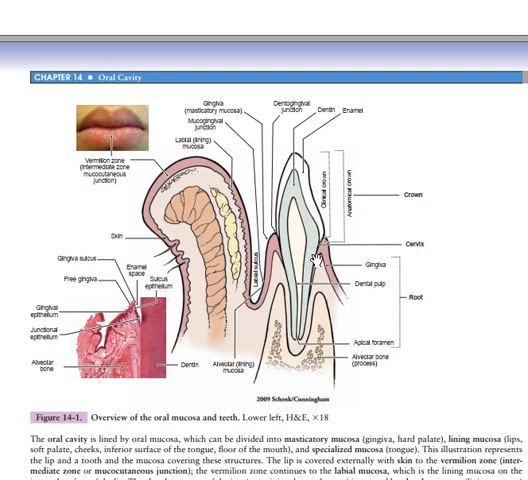 CHAPTER 14 ■ Oral Cavity
Gingiva
(masticatory mucosa)
Dentogingival
junction
Dentin
Enamel
Mucogingival
junction
Labial (lining)
mucosa
Vermilion zone
(intermediate zone
mucocutaneous
junction)
Clinical crown
Anatomical crown
Crown
Skin
Cervix
Gingiva sulcus
Enamel
space
Free gingiva
Sulcus
epithelium
Labial sulcus
Gingiva
Dental pulp
Root
Gingival
epithelium
Junctional
epithelium
Apical foramen
Alveolar
bone
Dentin
Alveolar (lining)
mucosa
Alveolar bone
(process)
2009 Schenk/Cunningham
Figure 14-1. Overview of the oral mucosa and teeth. Lower left, H&E, ×18
The oral cavity is lined by oral mucosa, which can be divided into masticatory mucosa (gingiva, hard palate), lining mucosa (lips,
soft palate, cheeks, inferior surface of the tongue, floor of the mouth), and specialized mucosa (tongue). This illustration represents
the lip and a tooth and the mucosa covering these structures. The lip is covered externally with skin to the vermilion zone (inter-
mediate zone or mucocutaneous junction); the vermilion zone continues to the labial mucosa, which is the lining mucosa on the